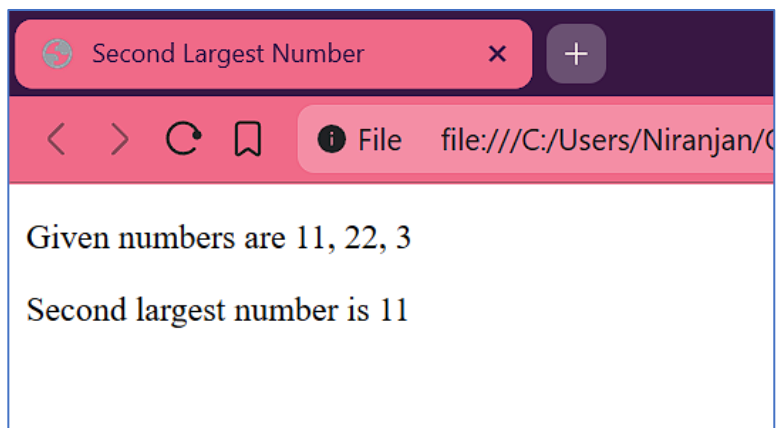 Second Largest Number
File file:///C:/Users/Niranjan/
Given numbers are 11, 22, 3
Second largest number is 11